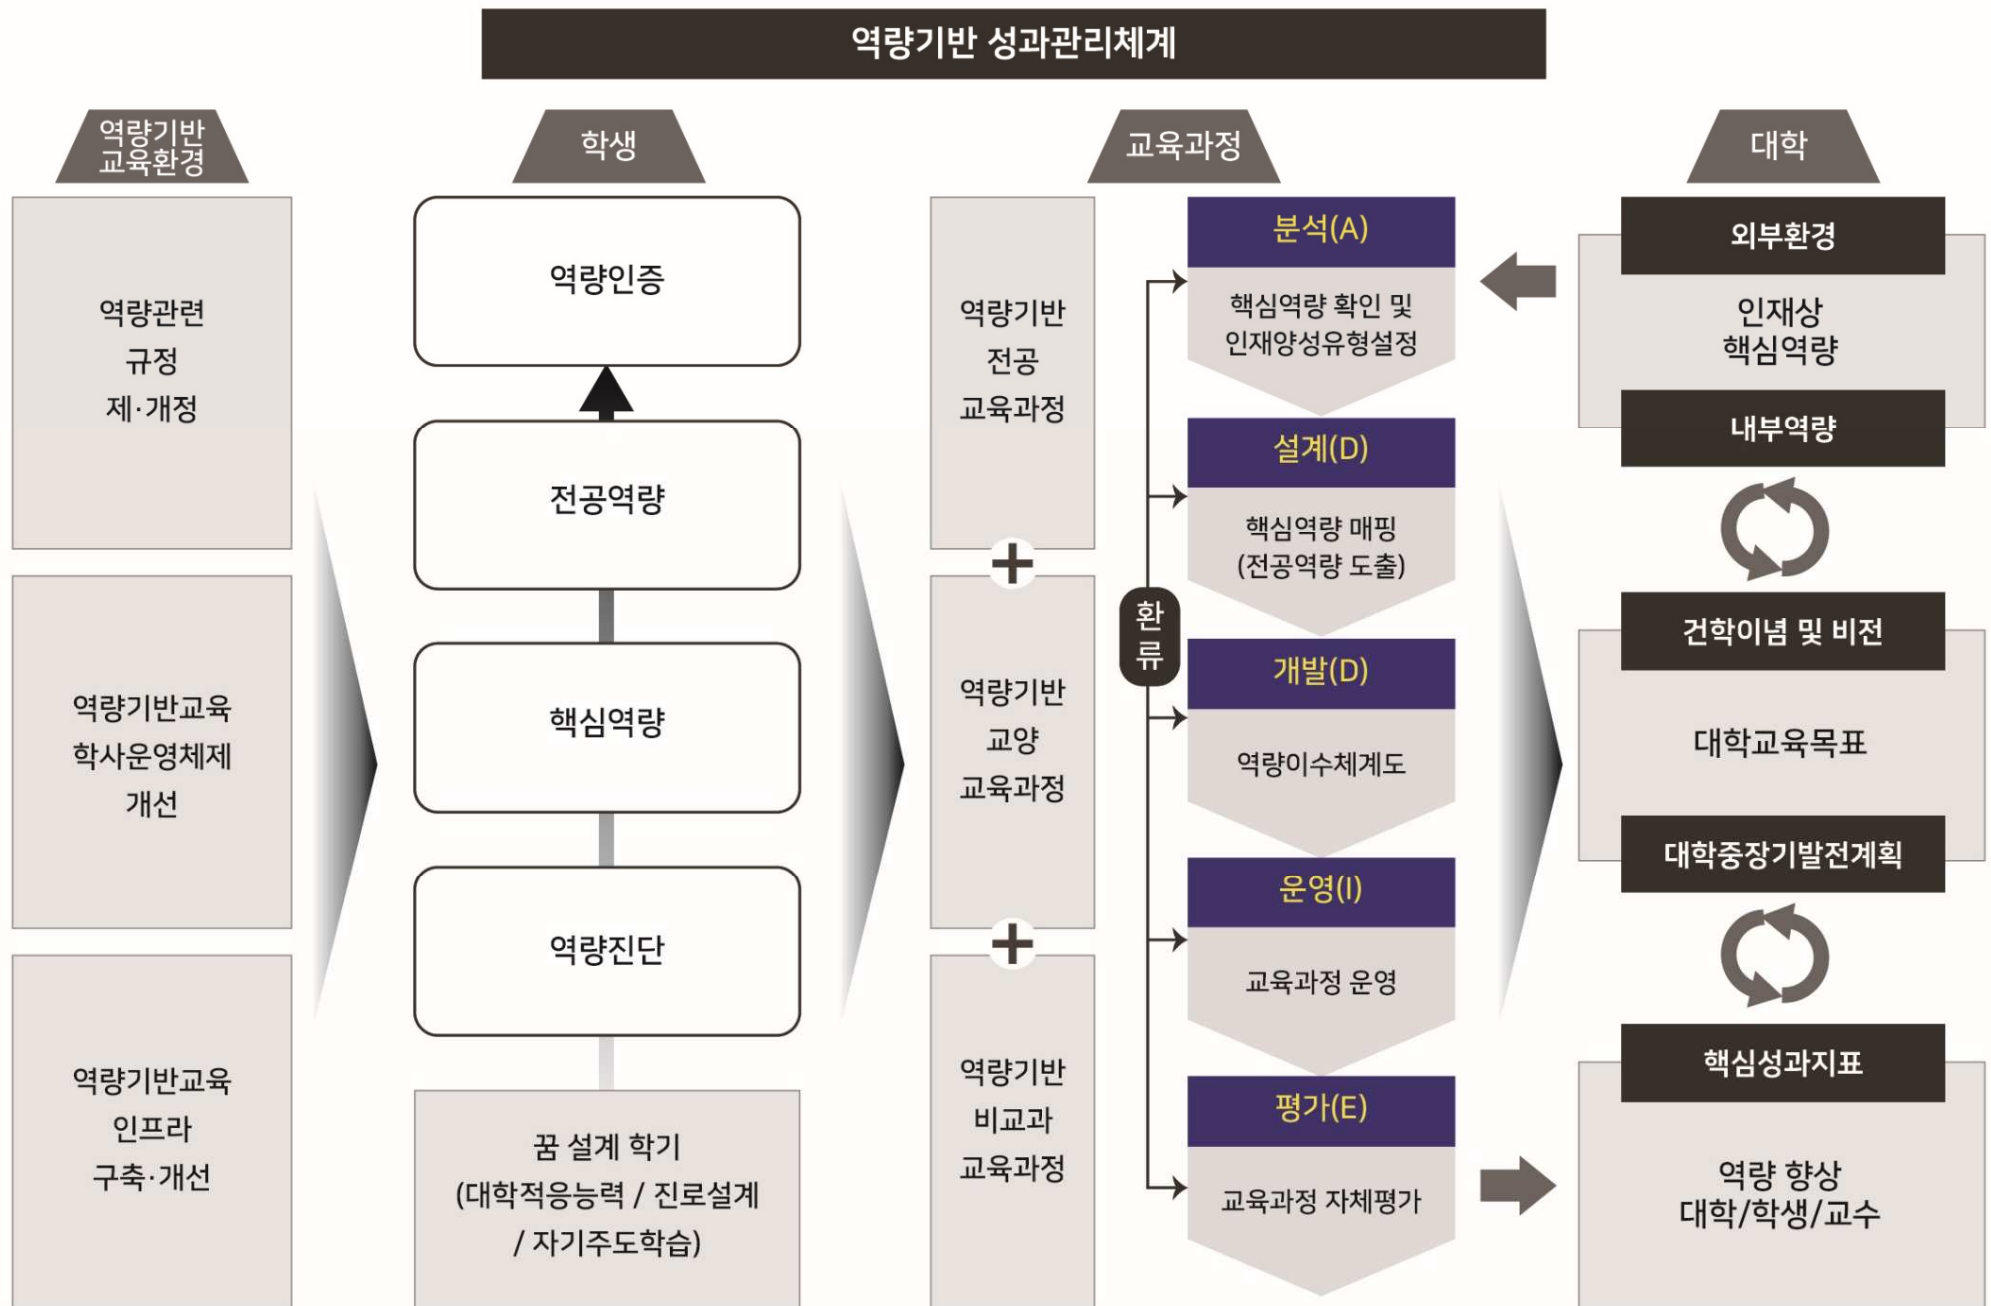 역량기반 성과관리체계
역량기반
교육환경
역량관련
규정
제·개정
역량기반교육
학사운영체제
개선
역량기반교육
인프라
구축·개선
학생
역량인증
전공역량
핵심역량
역량진단
꿈 설계 학기
(대학적응능력 / 진로설계
/ 자기주도학습)
교육과정
역량기반
전공
교육과정
+
역량기반
교양
교육과정
+
역량기반
비교과
교육과정
환
류
분석(A)
핵심역량 확인 및
인재양성유형설정
설계(D)
핵심역량 매핑
(전공역량 도출)
개발(D)
역량이수체계도
운영(I)
교육과정 운영
평가(E)
교육과정 자체평가
대학
외부환경
인재상
핵심역량
내부역량
건학이념 및 비전
대학교육목표
대학중장기발전계획
핵심성과지표
역량 향상
대학/학생/교수